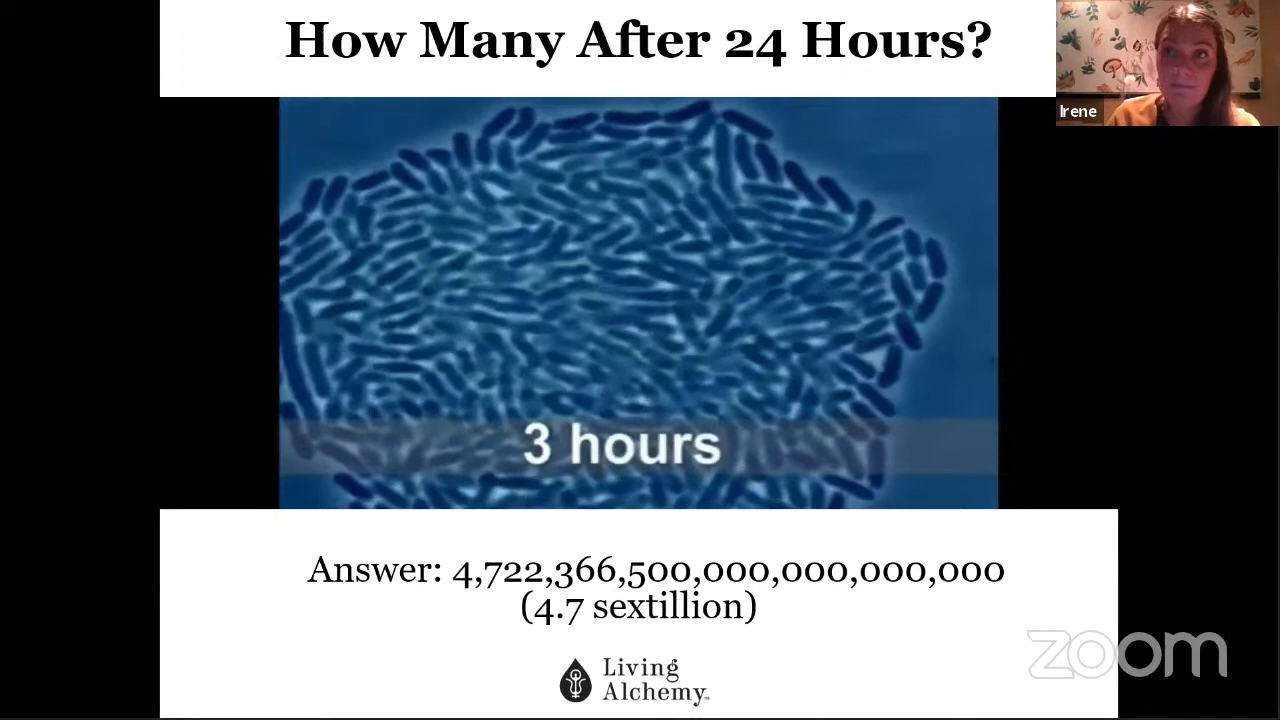 How Many After 24 Hours?
Irene
3 hours
Answer: 4,722,366,500,000,000,000,000
(4.7 sextillion)
Living
Alchemy™
zoom